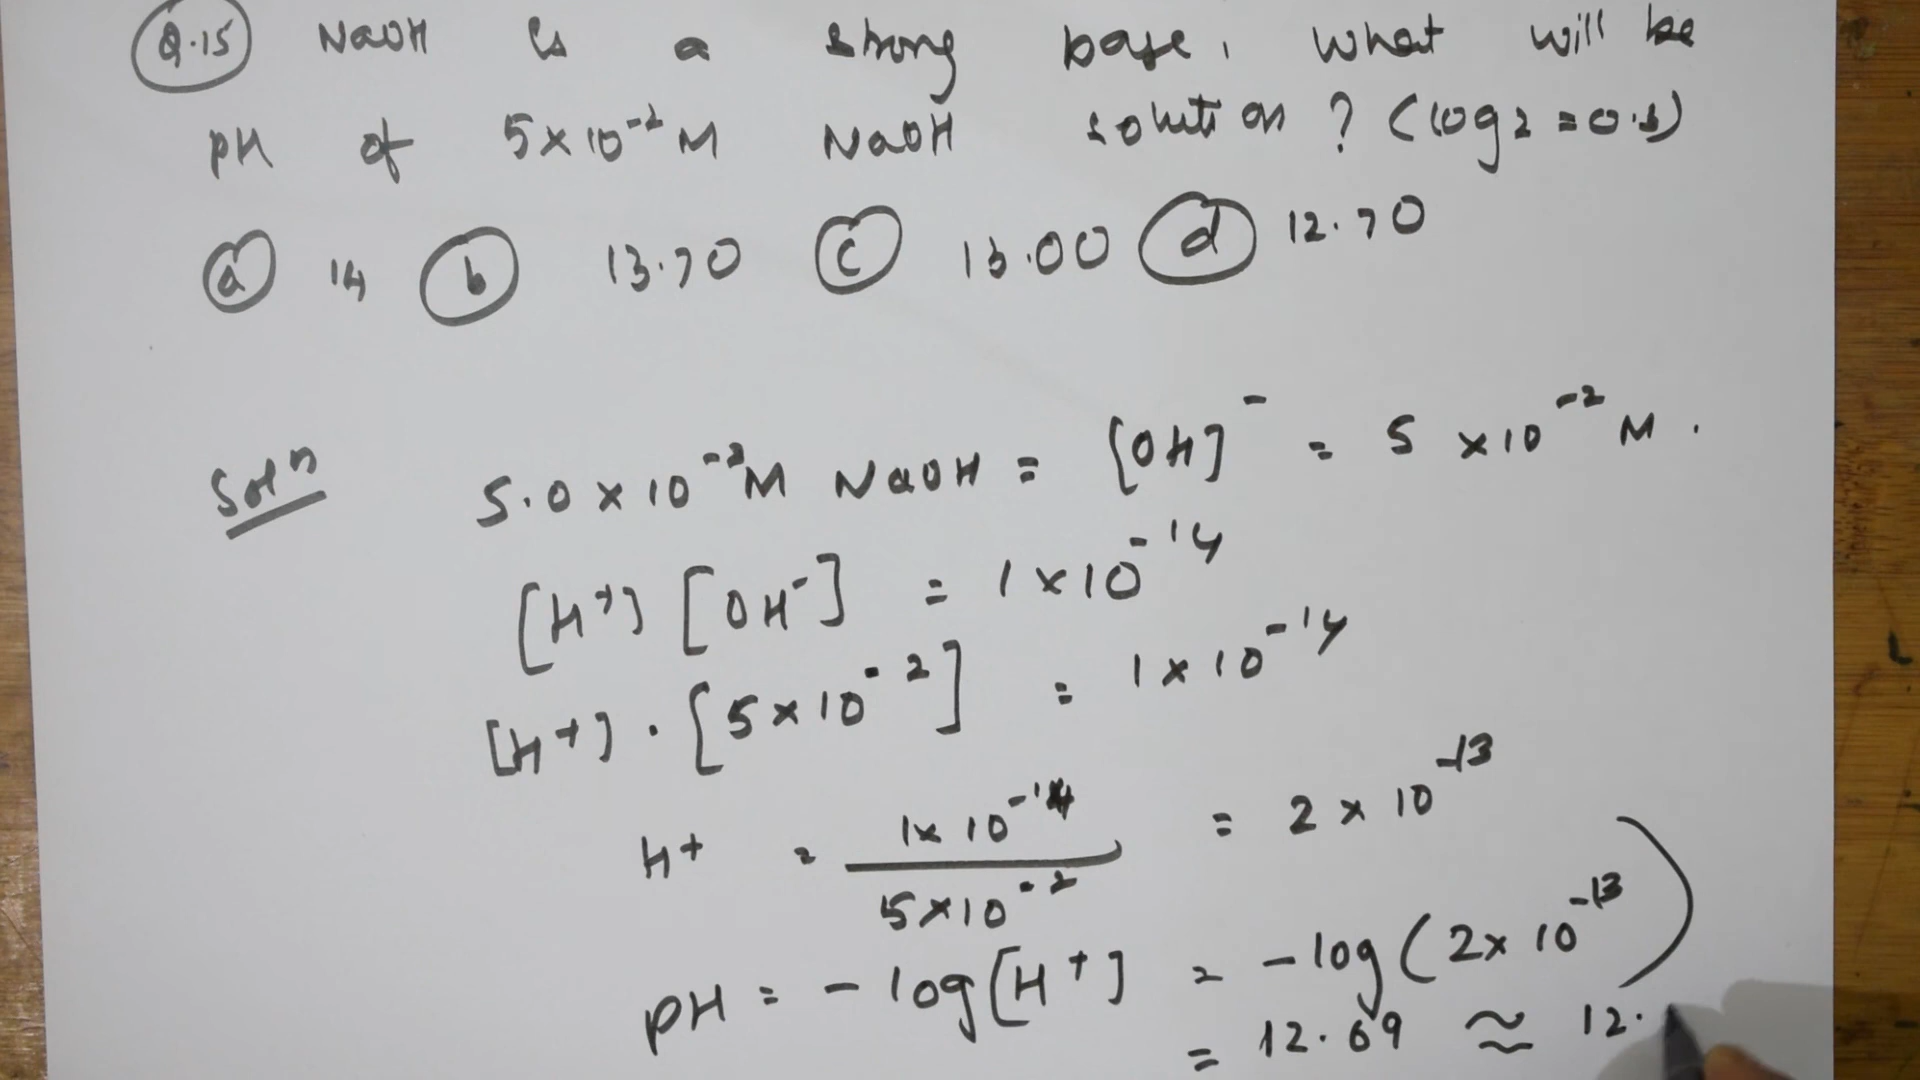 Q.15 NaOH is a strong base, what will be
pH of 5×10⁻² M NaOH solution? (log2 = 0.3)
(a) 14 (b) 13.70 (c) 13.00 (d) 12.70
Solⁿ 5.0 × 10⁻² M NaOH = [OH]⁻ = 5 × 10⁻² M.
[H⁺] [OH⁻] = 1 × 10⁻¹⁴
[H⁺] · [5 × 10⁻²] = 1 × 10⁻¹⁴
H⁺ = 1× 10⁻¹⁴ / 5×10⁻² = 2 × 10⁻¹³
pH = - log [H⁺] = - log (2× 10⁻¹³)
= 12.69 ≈ 12.